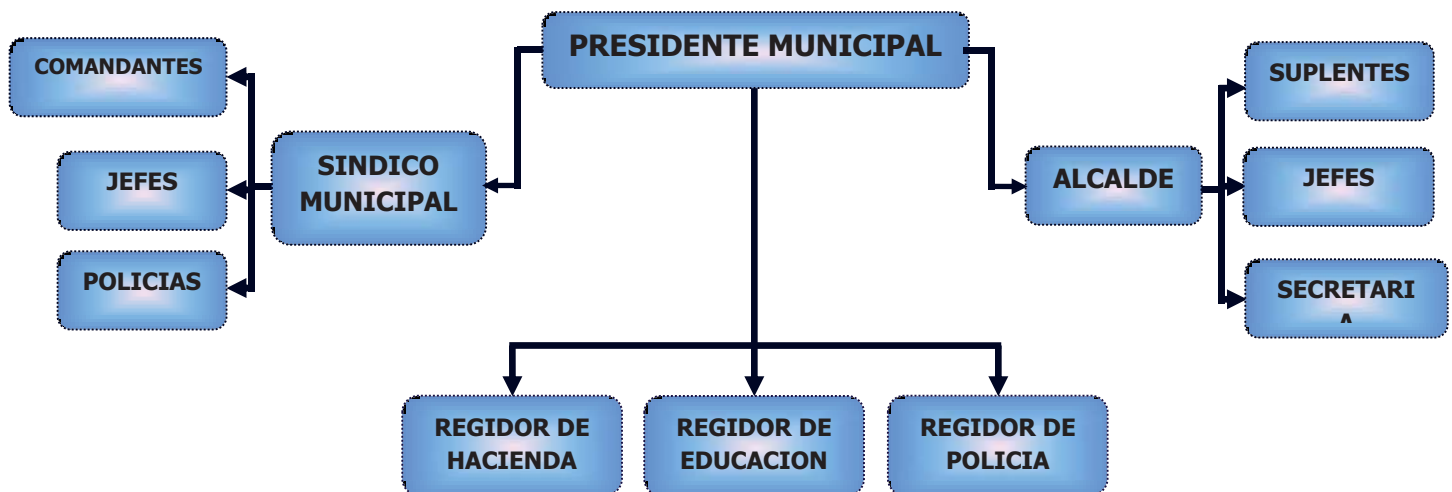 PRESIDENTE MUNICIPAL
COMANDANTES
JEFES
POLICIAS
SINDICO
MUNICIPAL
ALCALDE
SUPLENTES
JEFES
SECRETARI
A
REGIDOR DE
HACIENDA
REGIDOR DE
EDUCACION
REGIDOR DE
POLICIA